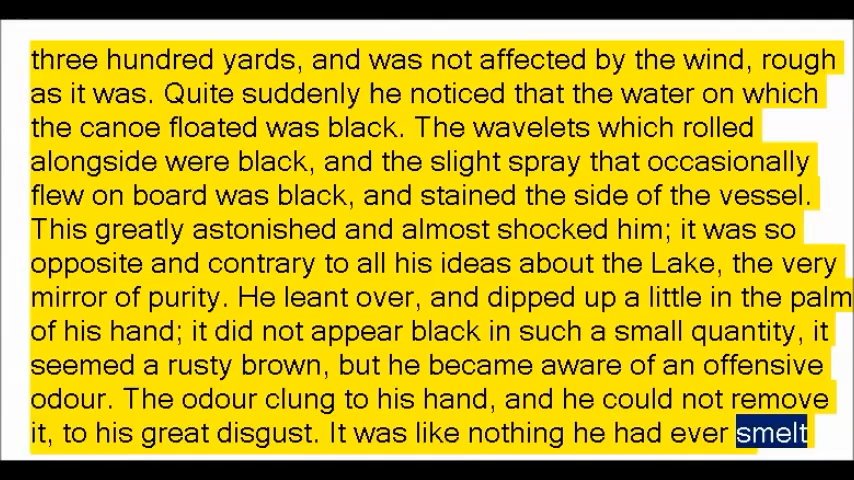 three hundred yards, and was not affected by the wind, rough
as it was. Quite suddenly he noticed that the water on which
the canoe floated was black. The wavelets which rolled
alongside were black, and the slight spray that occasionally
flew on board was black, and stained the side of the vessel.
This greatly astonished and almost shocked him; it was so
opposite and contrary to all his ideas about the Lake, the very
mirror of purity. He leant over, and dipped up a little in the palm
of his hand; it did not appear black in such a small quantity, it
seemed a rusty brown, but he became aware of an offensive
odour. The odour clung to his hand, and he could not remove
it, to his great disgust. It was like nothing he had ever smelt